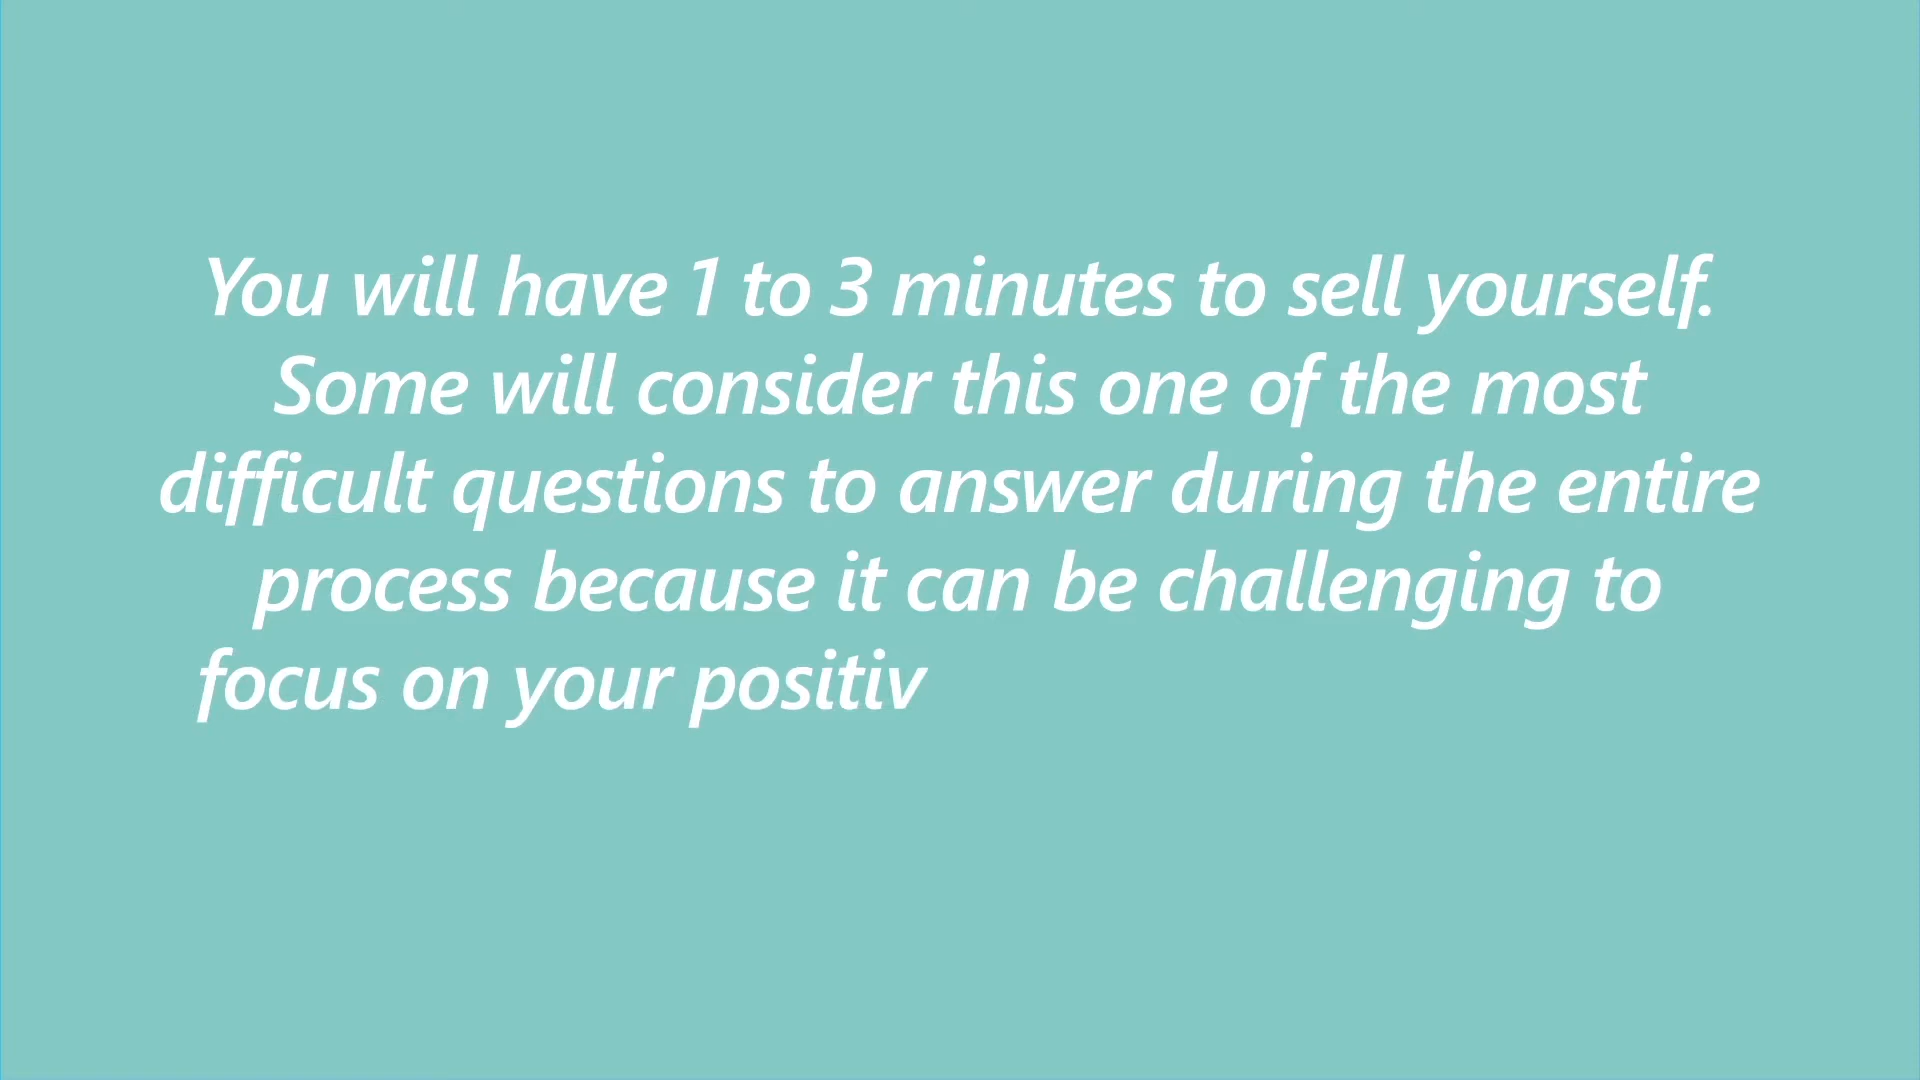 You will have 1 to 3 minutes to sell yourself.
Some will consider this one of the most
difficult questions to answer during the entire
process because it can be challenging to
focus on your positiv